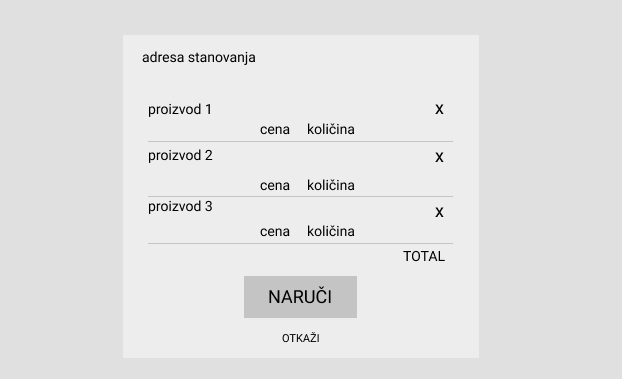 adresa stanovanja
proizvod 1 X
cena količina
proizvod 2 X
cena količina
proizvod 3 X
cena količina
TOTAL
NARUČI
OTKAŽI